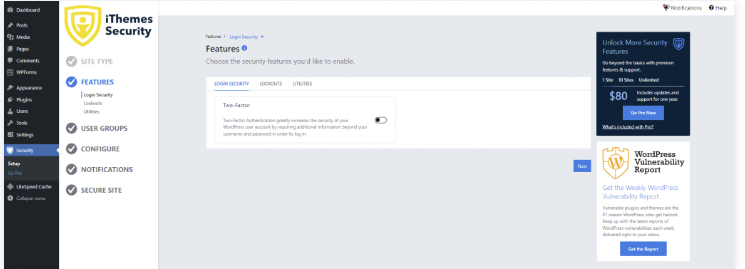 Dashboard
Posts
Media
Pages
Comments
WPForms
Appearance
Plugins
Users
Tools
Settings
Security
Setup
Go Pro
LiteSpeed Cache
Collapse menu
iThemes
Security
SITE TYPE
FEATURES
Login Security
Lockouts
Utilities
USER GROUPS
CONFIGURE
NOTIFICATIONS
SECURE SITE
Notifications
Help
Features
Login Security
Features
Choose the security features you'd like to enable.
LOGIN SECURITY LOCKOUTS UTILITIES
Two-Factor
Two-Factor Authentication greatly increases the security of your
WordPress user account by requiring additional information beyond your
username and password in order to log in.
Next
Unlock More Security
Features
Go beyond the basics with premium
features & support.
1 Site 10 Sites Unlimited
$80 Includes updates and
support for one year.
Go Pro Now
What's included with Pro?
WordPress
Vulnerability
Report
Get the Weekly WordPress
Vulnerability Report
Vulnerable plugins and themes are the
#1 reason WordPress sites get hacked.
Keep up with the latest reports of
WordPress vulnerabilities each week,
delivered right to your inbox.
Get the Report